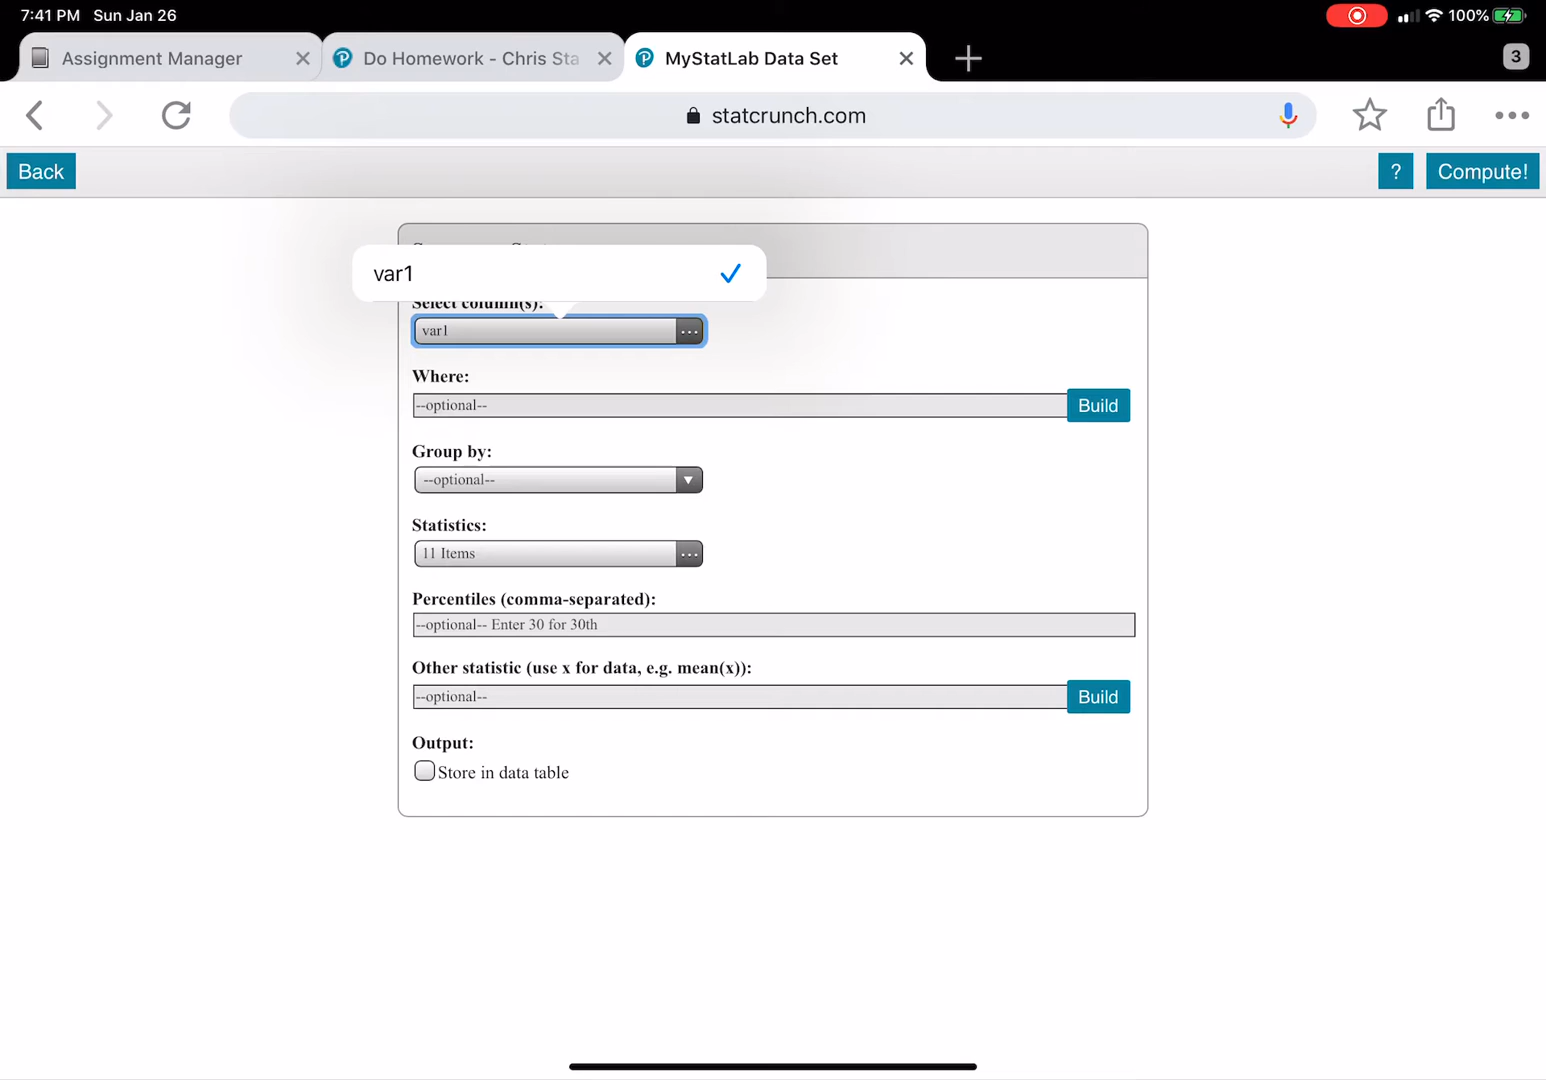 7:41 PM Sun Jan 26
100%
Assignment Manager
Do Homework - Chris Sta
MyStatLab Data Set
3
statcrunch.com
Back
?
Compute!
var1
Select column(s):
var1
Where:
--optional--
Build
Group by:
--optional--
Statistics:
11 Items
Percentiles (comma-separated):
--optional-- Enter 30 for 30th
Other statistic (use x for data, e.g. mean(x)):
--optional--
Build
Output:
Store in data table